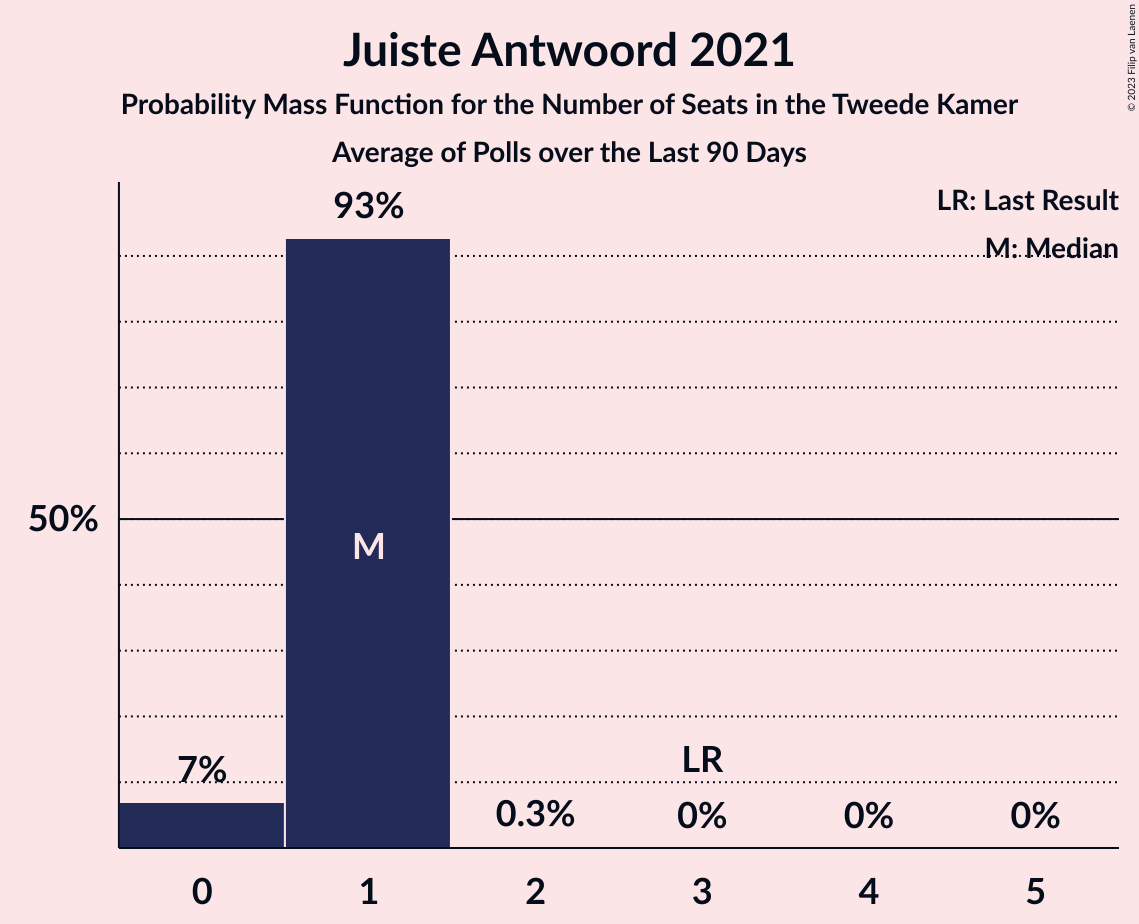 Juiste Antwoord 2021
Probability Mass Function for the Number of Seats in the Tweede Kamer
Average of Polls over the Last 90 Days
© 2023 Filip van Laenen
LR: Last Result
M: Median
93%
50%
M
7%
0.3%
LR
0%
0%
0%
0 1 2 3 4 5